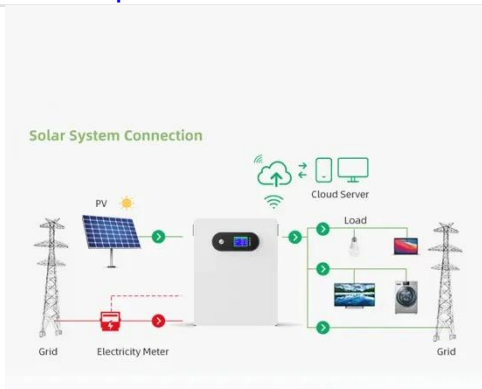 Solar System Connection
Cloud Server
PV
Load
Grid
Electricity Meter
Grid